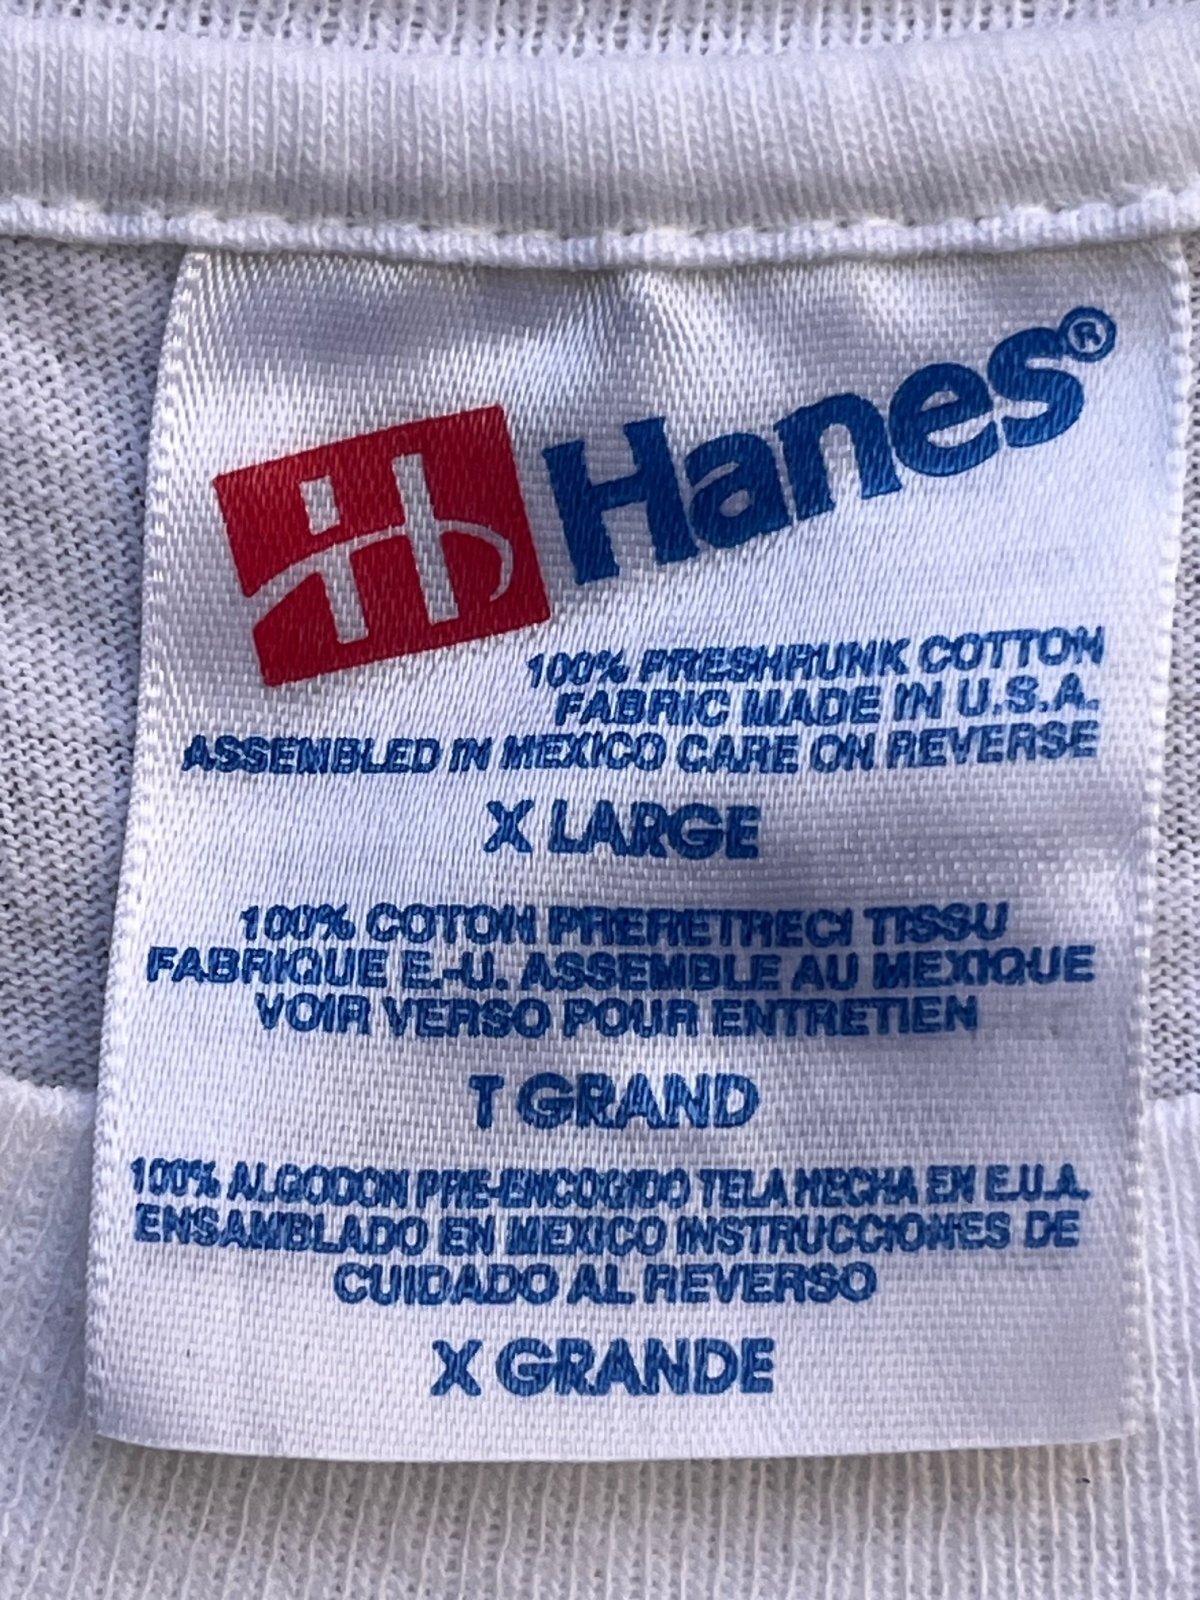 Hanes®
100% PRESHRUNK COTTON
FABRIC MADE IN U.S.A.
ASSEMBLED IN MEXICO CARE ON REVERSE
X LARGE
100% COTON PRERETRECI TISSU
FABRIQUE E.-U. ASSEMBLE AU MEXIQUE
VOIR VERSO POUR ENTRETIEN
T GRAND
100% ALGODON PRE-ENCOGIDO TELA HECHA EN E.U.A.
ENSAMBLADO EN MEXICO INSTRUCCIONES DE
CUIDADO AL REVERSO
X GRANDE